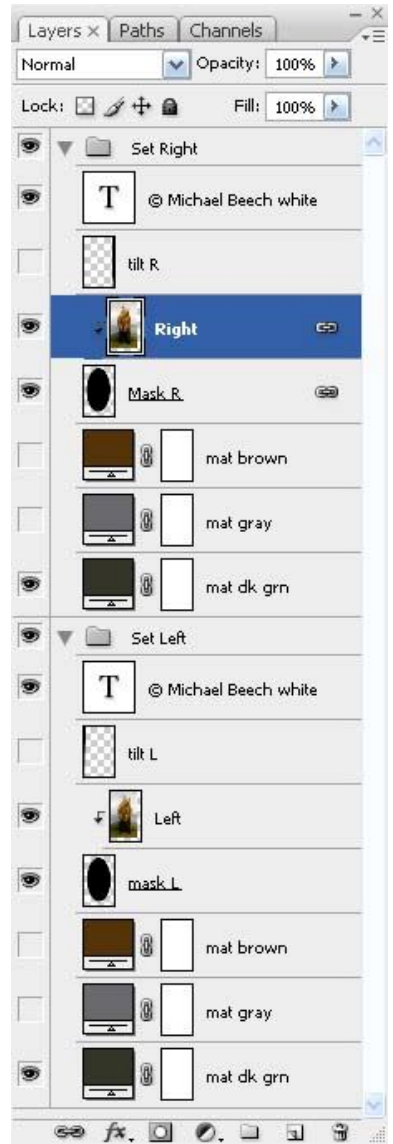 Layers × Paths Channels
Normal Opacity: 100%
Lock: Fill: 100%
Set Right
T © Michael Beech white
tilt R
Right
Mask R
mat brown
mat gray
mat dk grn
Set Left
T © Michael Beech white
tilt L
Left
mask L
mat brown
mat gray
mat dk grn
fx.